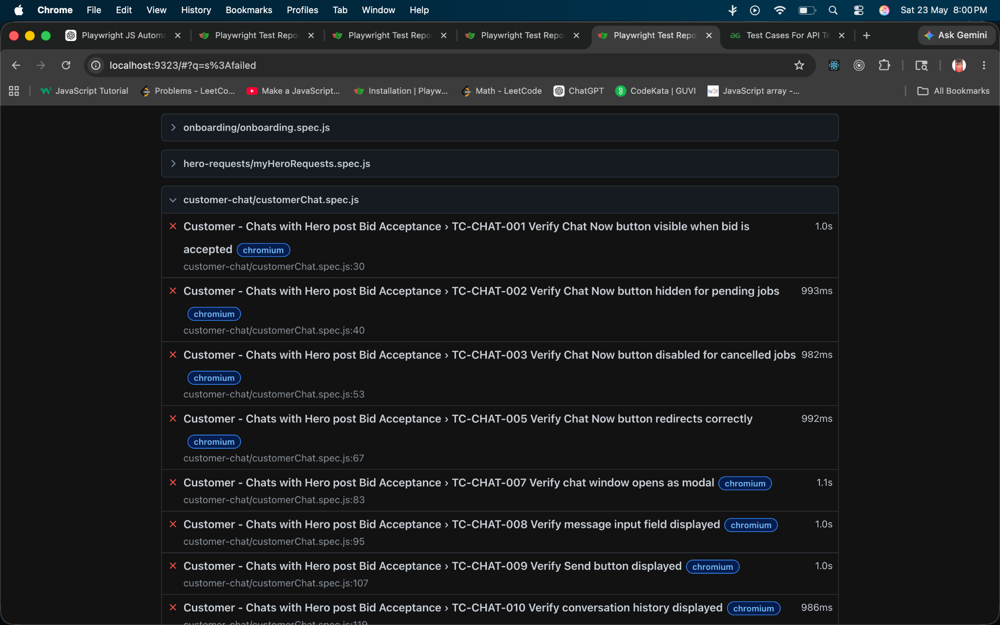 Chrome File Edit View History Bookmarks Profiles Tab Window Help Sat 23 May 8:00 PM
Playwright JS Automa Playwright Test Repo Playwright Test Repo Playwright Test Repo Playwright Test Repo Test Cases For API Te Ask Gemini
localhost:9323/#?q=s%3Afailed
JavaScript Tutorial Problems - LeetCo... Make a JavaScript... Installation | Playw... Math - LeetCode ChatGPT CodeKata | GUVI JavaScript array -... All Bookmarks
onboarding/onboarding.spec.js
hero-requests/myHeroRequests.spec.js
customer-chat/customerChat.spec.js
Customer - Chats with Hero post Bid Acceptance › TC-CHAT-001 Verify Chat Now button visible when bid is 1.0s
accepted chromium
customer-chat/customerChat.spec.js:30
Customer - Chats with Hero post Bid Acceptance › TC-CHAT-002 Verify Chat Now button hidden for pending jobs 993ms
chromium
customer-chat/customerChat.spec.js:40
Customer - Chats with Hero post Bid Acceptance › TC-CHAT-003 Verify Chat Now button disabled for cancelled jobs 982ms
chromium
customer-chat/customerChat.spec.js:53
Customer - Chats with Hero post Bid Acceptance › TC-CHAT-005 Verify Chat Now button redirects correctly 992ms
chromium
customer-chat/customerChat.spec.js:67
Customer - Chats with Hero post Bid Acceptance › TC-CHAT-007 Verify chat window opens as modal chromium 1.1s
customer-chat/customerChat.spec.js:83
Customer - Chats with Hero post Bid Acceptance › TC-CHAT-008 Verify message input field displayed chromium 1.0s
customer-chat/customerChat.spec.js:95
Customer - Chats with Hero post Bid Acceptance › TC-CHAT-009 Verify Send button displayed chromium 1.0s
customer-chat/customerChat.spec.js:107
Customer - Chats with Hero post Bid Acceptance › TC-CHAT-010 Verify conversation history displayed chromium 986ms
customer-chat/customerChat.spec.js:119